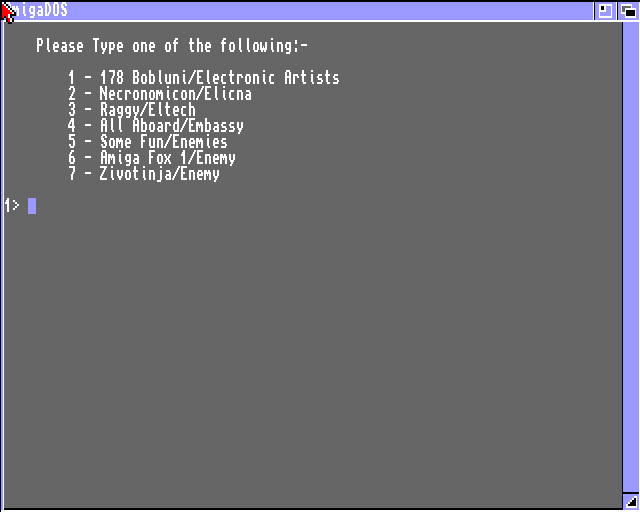 migaDOS
Please Type one of the following:-
1 - 178 Bobluni/Electronic Artists
2 - Necronomicon/Elicna
3 - Raggy/Eltech
4 - All Aboard/Embassy
5 - Some Fun/Enemies
6 - Amiga Fox 1/Enemy
7 - Zivotinja/Enemy
1>